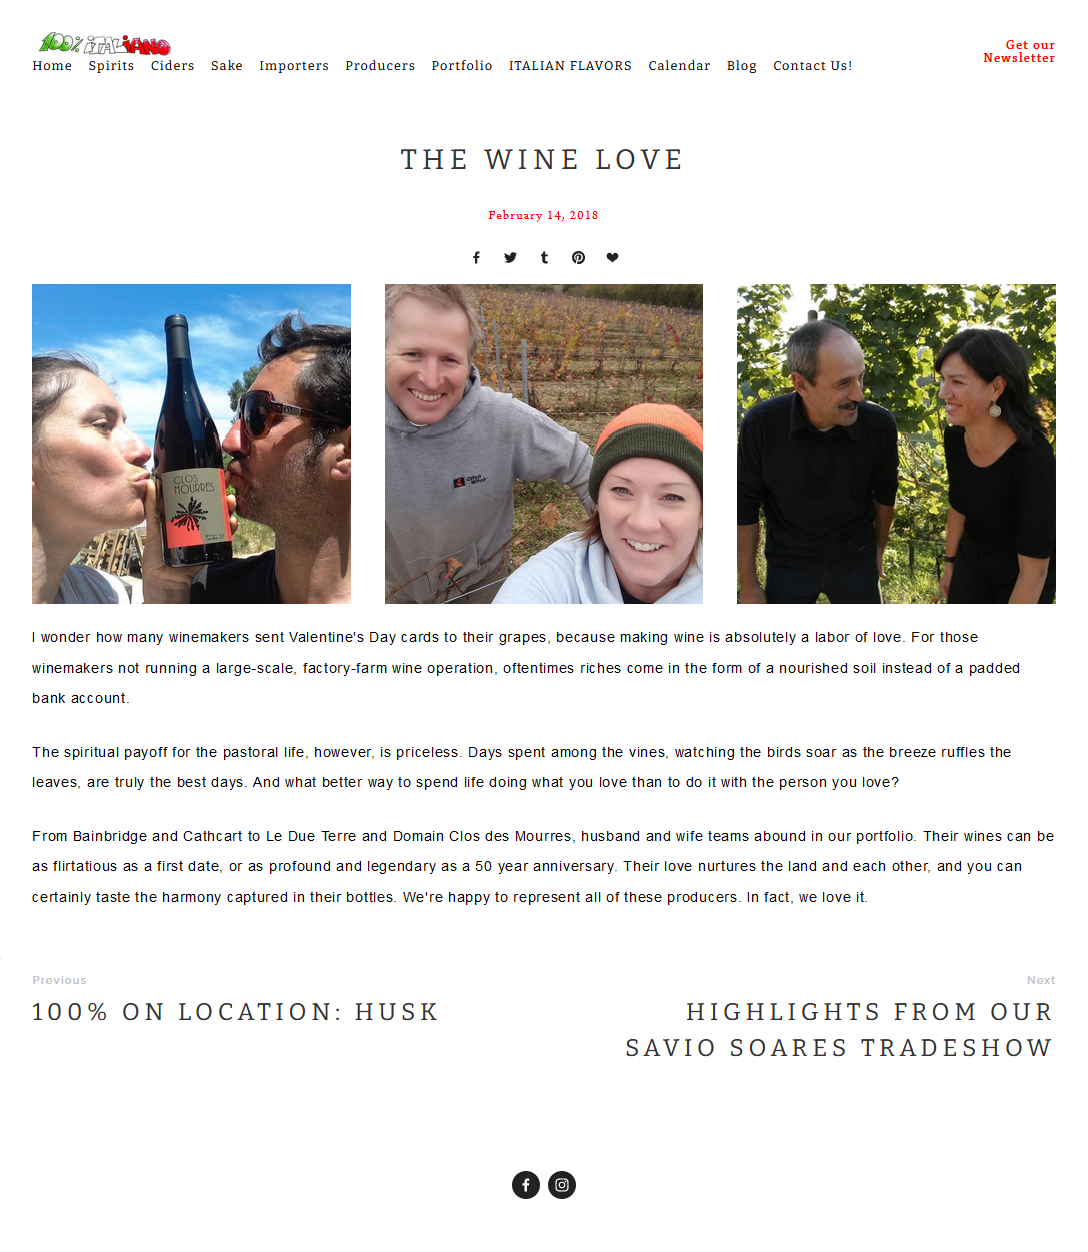 100% iTALiANO
Home Spirits Ciders Sake Importers Producers Portfolio ITALIAN FLAVORS Calendar Blog Contact Us!
Get our
Newsletter
THE WINE LOVE
February 14, 2018
CLOS
MOURRES
Ditch
Witch
I wonder how many winemakers sent Valentine's Day cards to their grapes, because making wine is absolutely a labor of love. For those
winemakers not running a large-scale, factory-farm wine operation, oftentimes riches come in the form of a nourished soil instead of a padded
bank account.
The spiritual payoff for the pastoral life, however, is priceless. Days spent among the vines, watching the birds soar as the breeze ruffles the
leaves, are truly the best days. And what better way to spend life doing what you love than to do it with the person you love?
From Bainbridge and Cathcart to Le Due Terre and Domain Clos des Mourres, husband and wife teams abound in our portfolio. Their wines can be
as flirtatious as a first date, or as profound and legendary as a 50 year anniversary. Their love nurtures the land and each other, and you can
certainly taste the harmony captured in their bottles. We're happy to represent all of these producers. In fact, we love it.
Previous
100% ON LOCATION: HUSK
Next
HIGHLIGHTS FROM OUR
SAVIO SOARES TRADESHOW